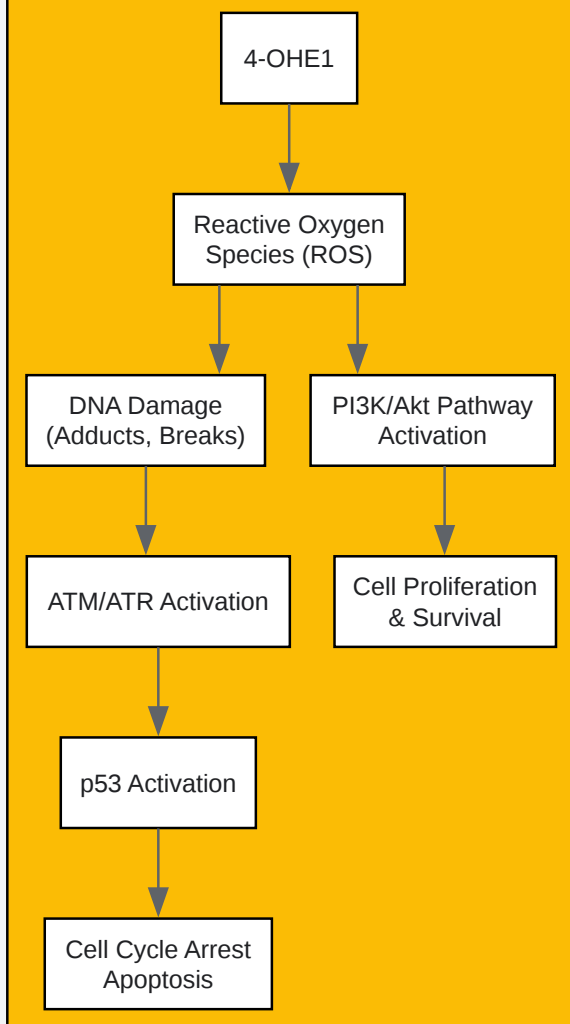 4-OHE1
Reactive Oxygen
Species (ROS)
DNA Damage
(Adducts, Breaks)
PI3K/Akt Pathway
Activation
ATM/ATR Activation
Cell Proliferation
& Survival
p53 Activation
Cell Cycle Arrest
Apoptosis